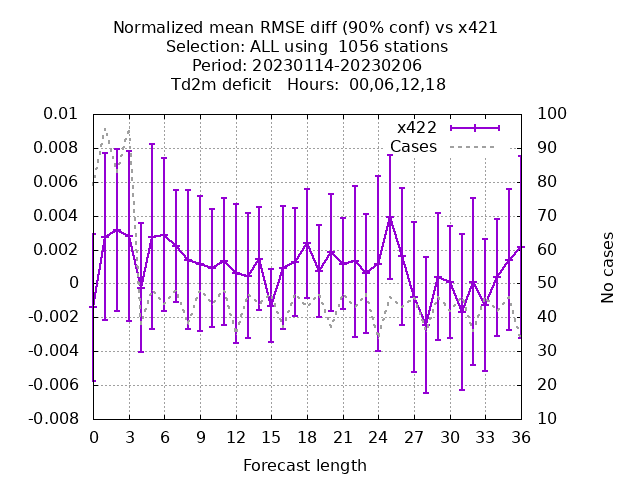 Normalized mean RMSE diff (90% conf) vs x421
Selection: ALL using  1056 stations
Period: 20230114-20230206
Td2m deficit   Hours:  00,06,12,18
x422
Cases
0.01
0.008
0.006
0.004
0.002
0
-0.002
-0.004
-0.006
-0.008
100
90
80
70
60
50
40
30
20
10
No cases
0 3 6 9 12 15 18 21 24 27 30 33 36
Forecast length